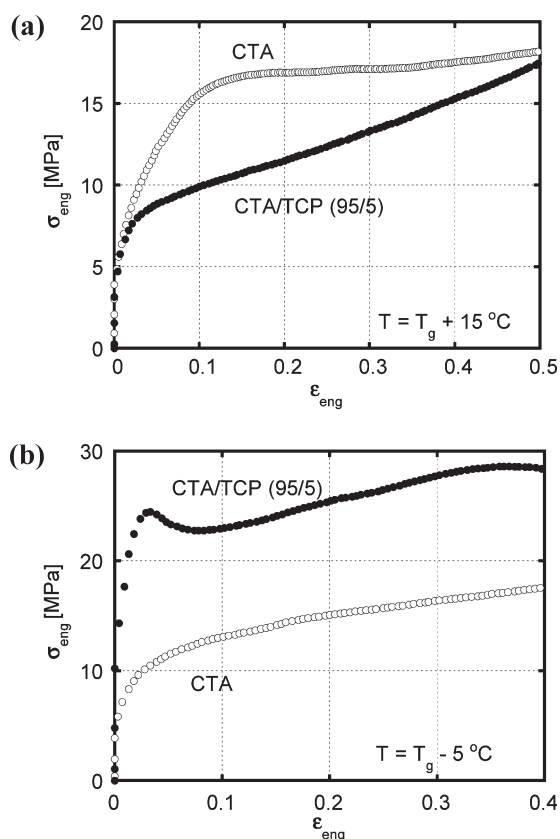 (a)
20
15
10
5
0
σeng [MPa]
CTA
CTA/TCP (95/5)
T = Tg + 15 °C
0 0.1 0.2 0.3 0.4 0.5
εeng
(b)
30
20
10
0
σeng [MPa]
CTA/TCP (95/5)
CTA
T = Tg - 5 °C
0 0.1 0.2 0.3 0.4
εeng